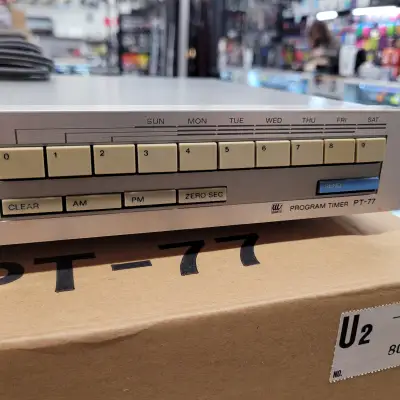 SUN MON TUE WED THU FRI SAT
0 1 2 3 4 5 6 7 8 9
CLEAR AM PM ZERO SEC
PROGRAM TIMER PT-77
PT-77
U2
NO.